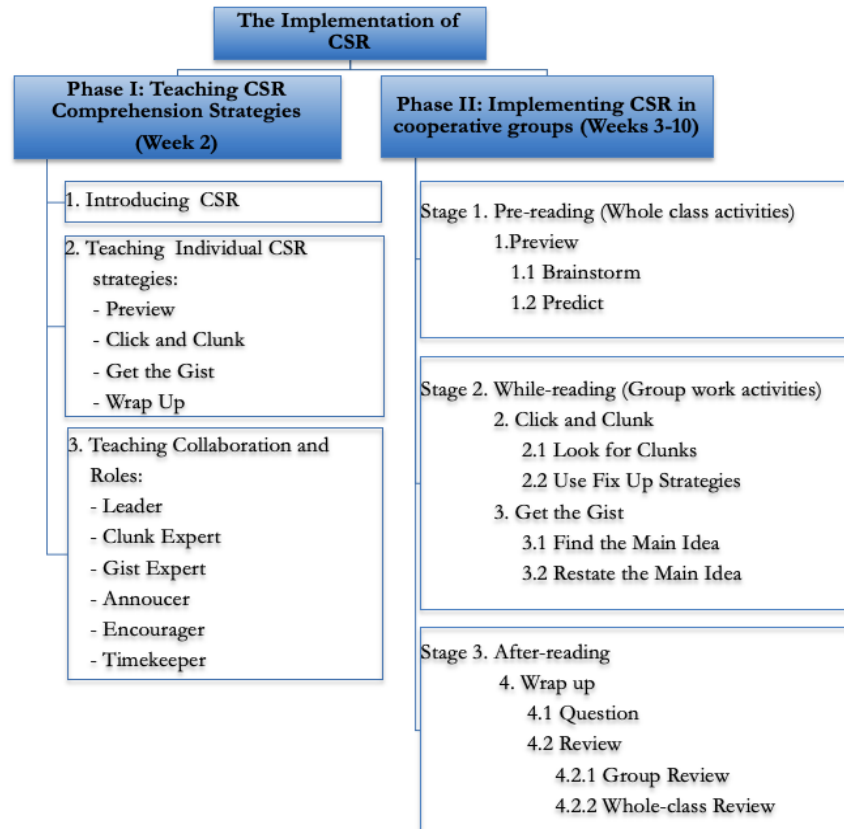 The Implementation of
CSR
Phase I: Teaching CSR
Comprehension Strategies
(Week 2)
1. Introducing CSR
2. Teaching Individual CSR
strategies:
- Preview
- Click and Clunk
- Get the Gist
- Wrap Up
3. Teaching Collaboration and
Roles:
- Leader
- Clunk Expert
- Gist Expert
- Annoucer
- Encourager
- Timekeeper
Phase II: Implementing CSR in
cooperative groups (Weeks 3-10)
Stage 1. Pre-reading (Whole class activities)
1.Preview
1.1 Brainstorm
1.2 Predict
Stage 2. While-reading (Group work activities)
2. Click and Clunk
2.1 Look for Clunks
2.2 Use Fix Up Strategies
3. Get the Gist
3.1 Find the Main Idea
3.2 Restate the Main Idea
Stage 3. After-reading
4. Wrap up
4.1 Question
4.2 Review
4.2.1 Group Review
4.2.2 Whole-class Review